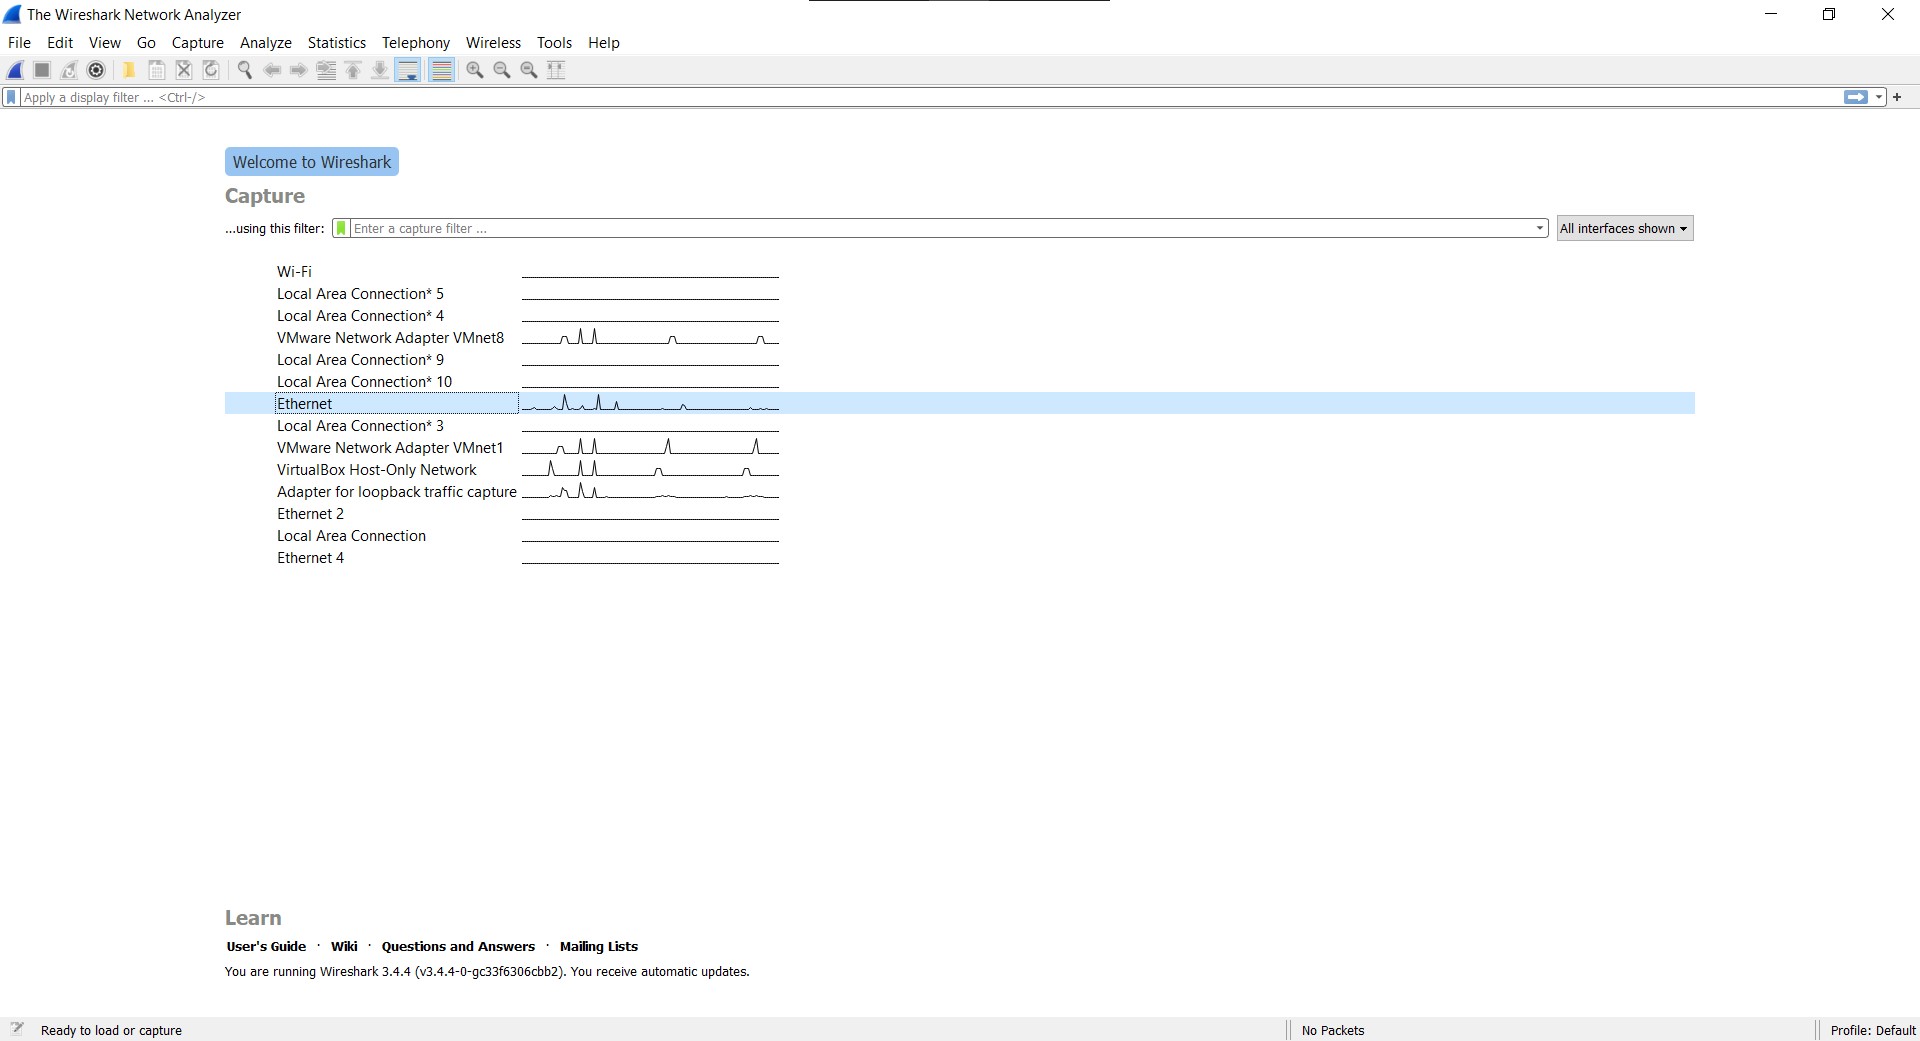 The Wireshark Network Analyzer
File Edit View Go Capture Analyze Statistics Telephony Wireless Tools Help
Apply a display filter ... <Ctrl-/>
+
Welcome to Wireshark
Capture
...using this filter: Enter a capture filter ... All interfaces shown
Wi-Fi
Local Area Connection* 5
Local Area Connection* 4
VMware Network Adapter VMnet8
Local Area Connection* 9
Local Area Connection* 10
Ethernet
Local Area Connection* 3
VMware Network Adapter VMnet1
VirtualBox Host-Only Network
Adapter for loopback traffic capture
Ethernet 2
Local Area Connection
Ethernet 4
Learn
User's Guide · Wiki · Questions and Answers · Mailing Lists
You are running Wireshark 3.4.4 (v3.4.4-0-gc33f6306cbb2). You receive automatic updates.
Ready to load or capture No Packets Profile: Default